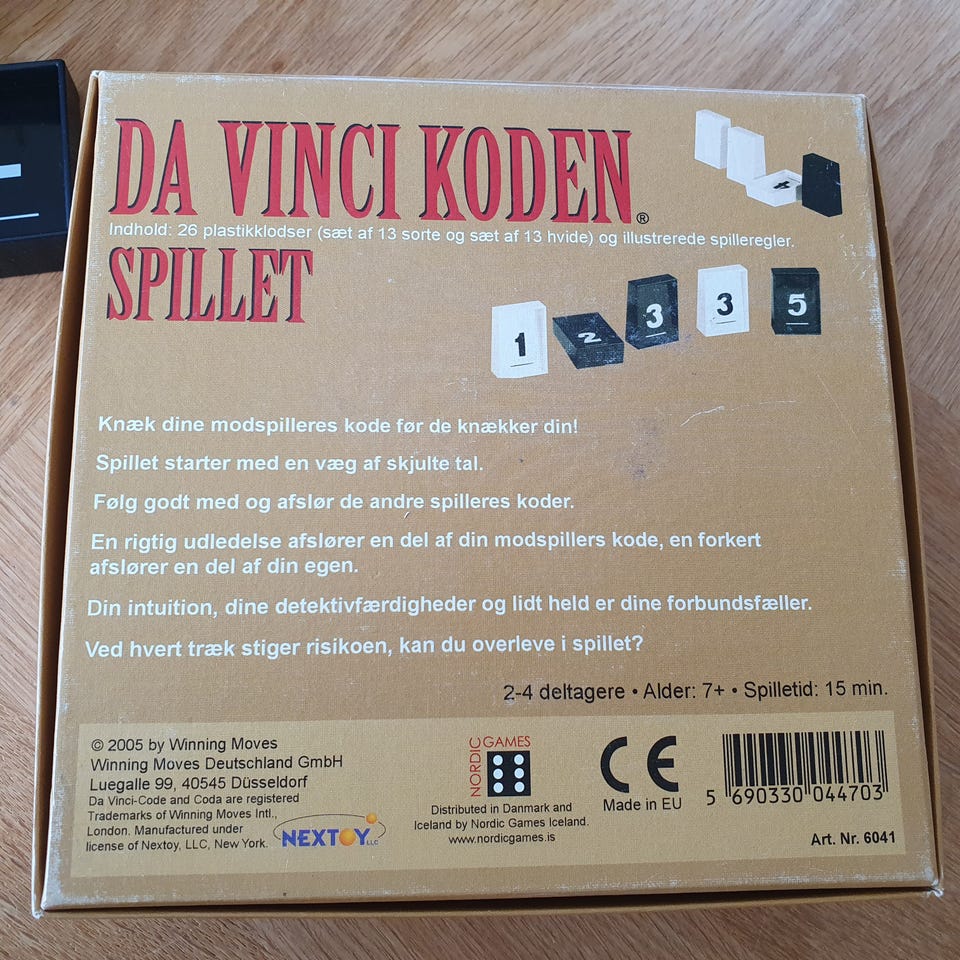 DA VINCI KODEN®
Indhold: 26 plastikklodser (sæt af 13 sorte og sæt af 13 hvide) og illustrerede spilleregler.
SPILLET
4
1 2 3 3 5
Knæk dine modspilleres kode før de knækker din!
Spillet starter med en væg af skjulte tal.
Følg godt med og afslør de andre spilleres koder.
En rigtig udledelse afslører en del af din modspillers kode, en forkert
afslører en del af din egen.
Din intuition, dine detektivfærdigheder og lidt held er dine forbundsfæller.
Ved hvert træk stiger risikoen, kan du overleve i spillet?
2-4 deltagere • Alder: 7+ • Spilletid: 15 min.
© 2005 by Winning Moves
Winning Moves Deutschland GmbH
Luegalle 99, 40545 Düsseldorf
Da Vinci-Code and Coda are registered
Trademarks of Winning Moves Intl.,
London. Manufactured under
license of Nextoy, LLC, New York.
NEXTOY LLC
NORDIC GAMES
Distributed in Danmark and
Iceland by Nordic Games Iceland.
www.nordicgames.is
CE
Made in EU
5 690330 044703
Art. Nr. 6041